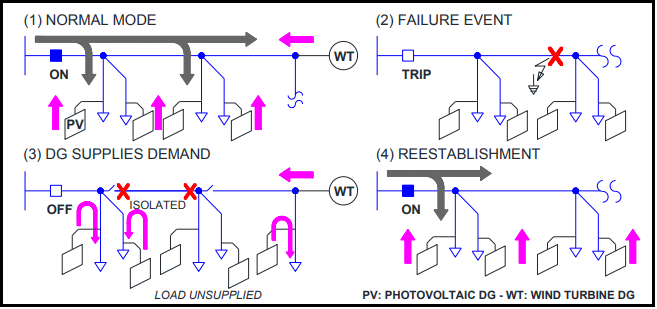 (1) NORMAL MODE
WT
ON
PV
(2) FAILURE EVENT
TRIP
(3) DG SUPPLIES DEMAND
WT
OFF
ISOLATED
LOAD UNSUPPLIED
(4) REESTABLISHMENT
ON
PV: PHOTOVOLTAIC DG - WT: WIND TURBINE DG